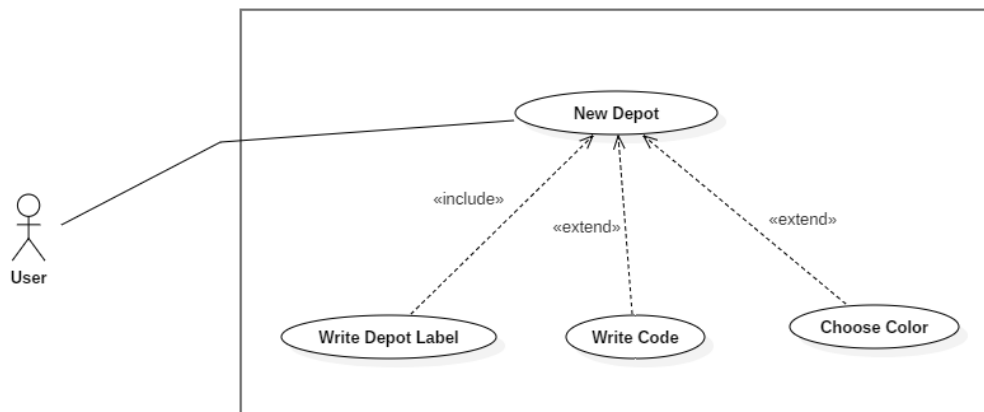 New Depot
«include»
«extend»
«extend»
User
Write Depot Label
Write Code
Choose Color